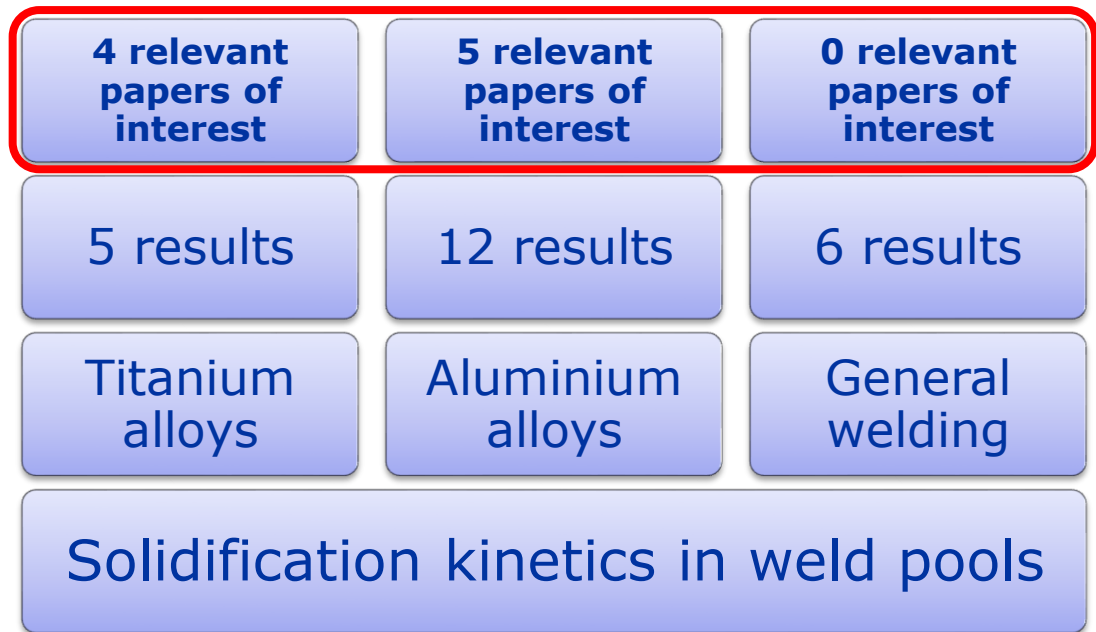 4 relevant
papers of
interest
5 relevant
papers of
interest
0 relevant
papers of
interest
5 results
12 results
6 results
Titanium
alloys
Aluminium
alloys
General
welding
Solidification kinetics in weld pools